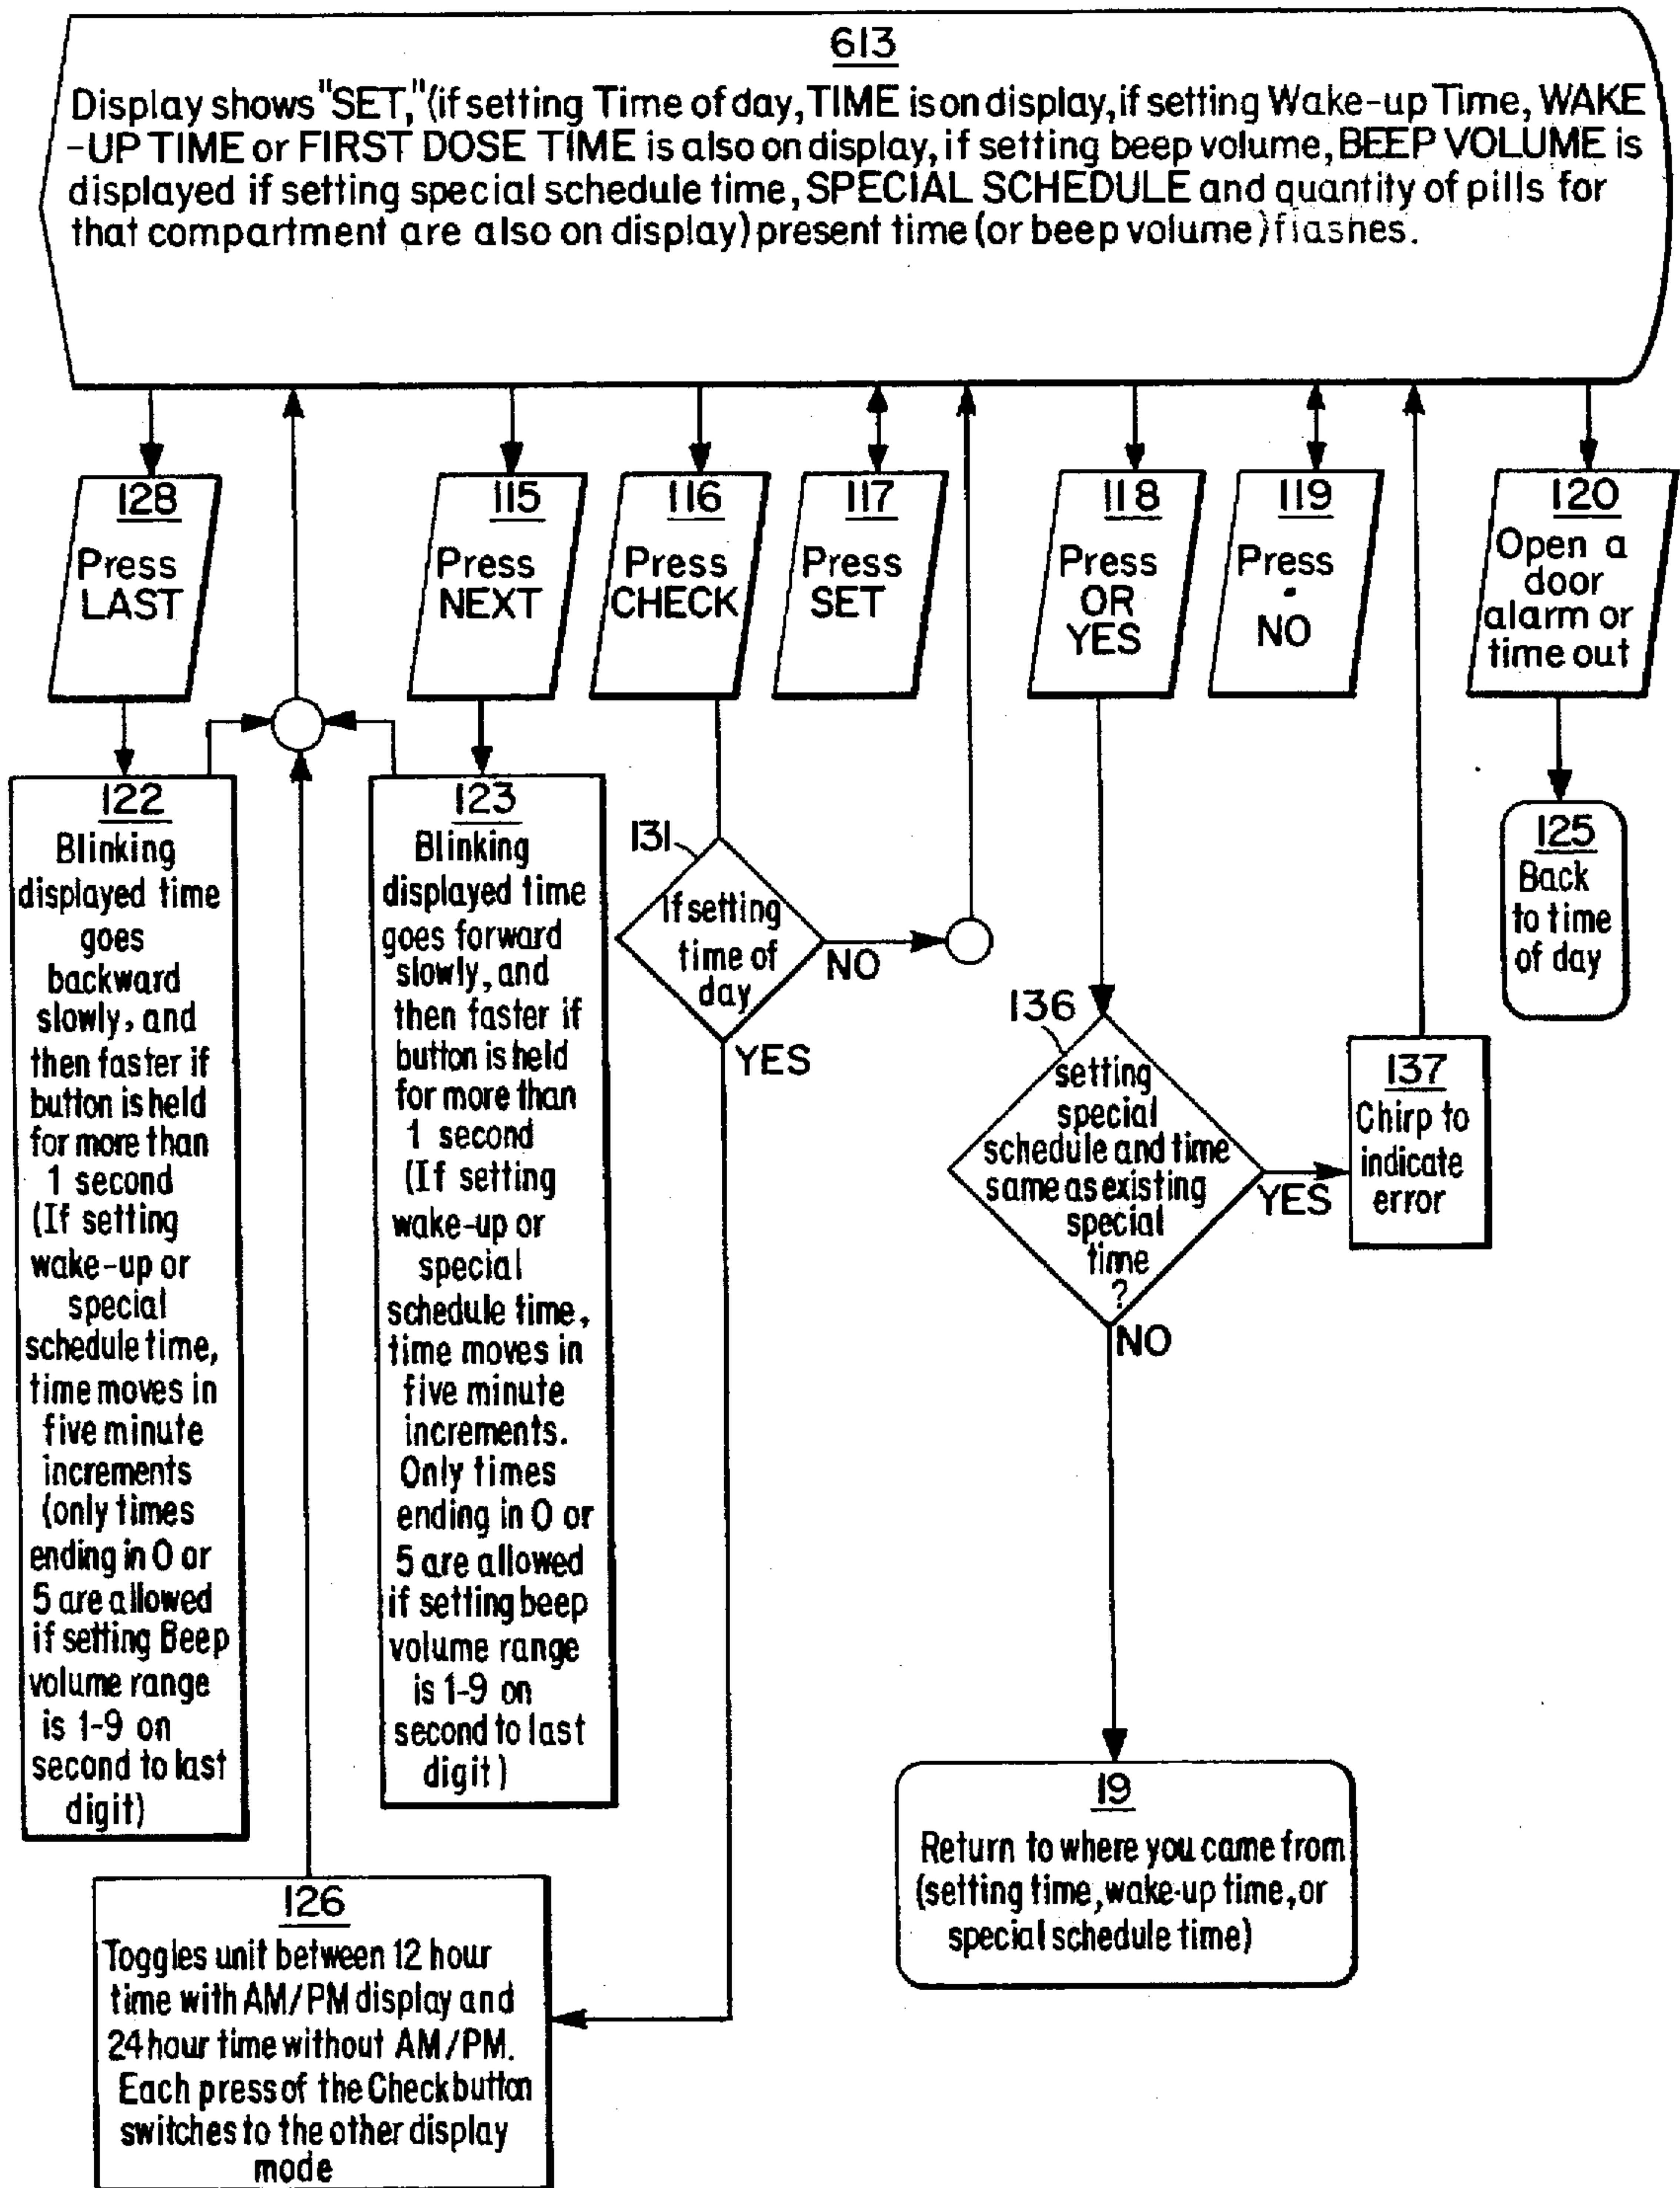 613
Display shows "SET," (if setting Time of day, TIME is on display, if setting Wake-up Time, WAKE
-UP TIME or FIRST DOSE TIME is also on display, if setting beep volume, BEEP VOLUME is
displayed if setting special schedule time, SPECIAL SCHEDULE and quantity of pills for
that compartment are also on display) present time (or beep volume) flashes.
128
Press
LAST
115
Press
NEXT
116
Press
CHECK
117
Press
SET
118
Press
OR
YES
119
Press
NO
120
Open a
door
alarm or
time out
122
Blinking
displayed time
goes
backward
slowly, and
then faster if
button is held
for more than
1 second
(If setting
wake-up or
special
schedule time,
time moves in
five minute
increments
(only times
ending in 0 or
5 are allowed
if setting Beep
volume range
is 1-9 on
second to last
digit)
123
Blinking
displayed time
goes forward
slowly, and
then faster if
button is held
for more than
1 second
(If setting
wake-up or
special
schedule time,
time moves in
five minute
increments.
Only times
ending in 0 or
5 are allowed
if setting beep
volume range
is 1-9 on
second to last
digit)
131
If setting
time of
day
NO
YES
125
Back
to time
of day
136
setting
special
schedule and time
same as existing
special
time
?
YES
NO
137
Chirp to
indicate
error
19
Return to where you came from
(setting time, wake-up time, or
special schedule time)
126
Toggles unit between 12 hour
time with AM/PM display and
24 hour time without AM/PM.
Each press of the Check button
switches to the other display
mode